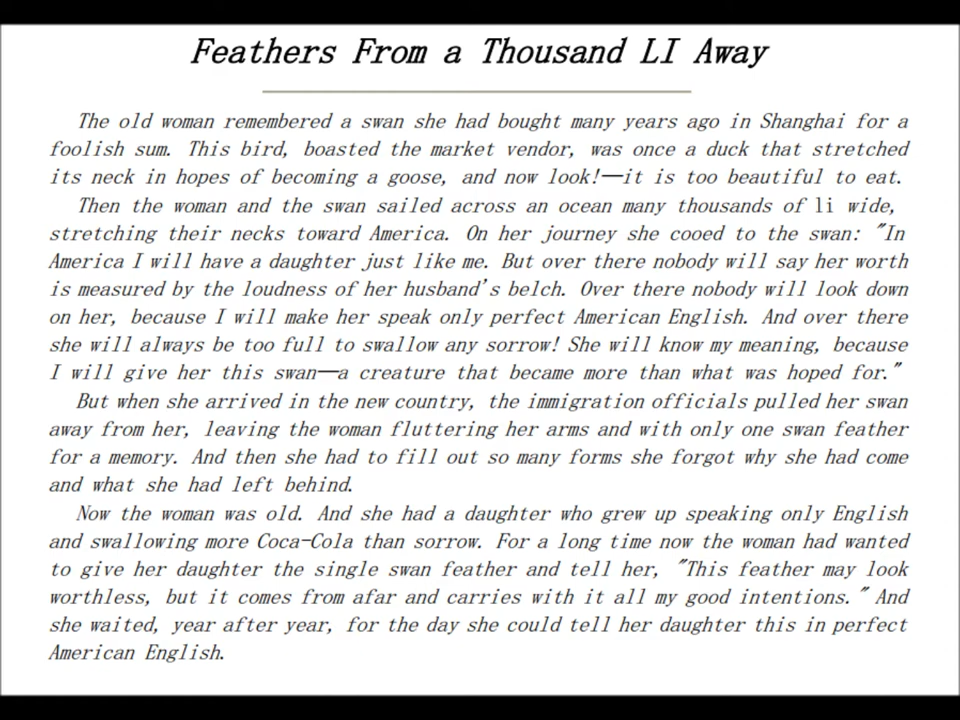 Feathers From a Thousand LI Away
The old woman remembered a swan she had bought many years ago in Shanghai for a
foolish sum. This bird, boasted the market vendor, was once a duck that stretched
its neck in hopes of becoming a goose, and now look!—it is too beautiful to eat.
Then the woman and the swan sailed across an ocean many thousands of li wide,
stretching their necks toward America. On her journey she cooed to the swan: "In
America I will have a daughter just like me. But over there nobody will say her worth
is measured by the loudness of her husband's belch. Over there nobody will look down
on her, because I will make her speak only perfect American English. And over there
she will always be too full to swallow any sorrow! She will know my meaning, because
I will give her this swan—a creature that became more than what was hoped for."
But when she arrived in the new country, the immigration officials pulled her swan
away from her, leaving the woman fluttering her arms and with only one swan feather
for a memory. And then she had to fill out so many forms she forgot why she had come
and what she had left behind.
Now the woman was old. And she had a daughter who grew up speaking only English
and swallowing more Coca-Cola than sorrow. For a long time now the woman had wanted
to give her daughter the single swan feather and tell her, "This feather may look
worthless, but it comes from afar and carries with it all my good intentions." And
she waited, year after year, for the day she could tell her daughter this in perfect
American English.